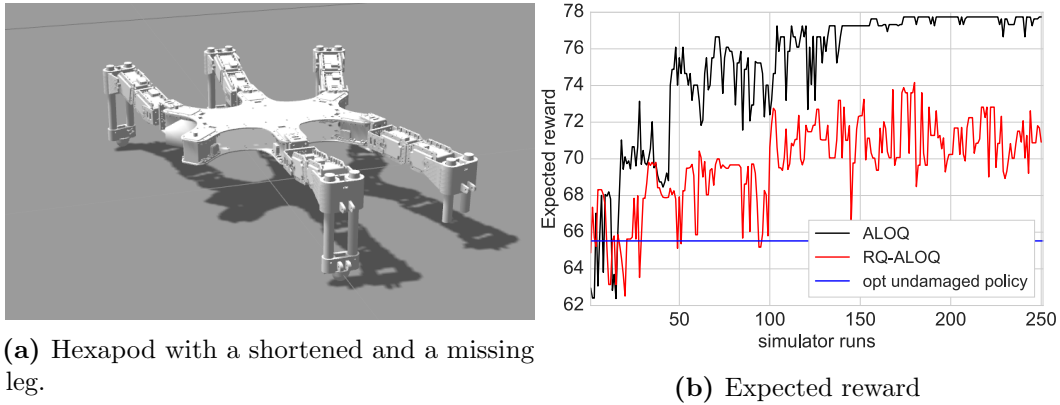 (a) Hexapod with a shortened and a missing
leg.
Expected reward
78
76
74
72
70
68
66
64
62
50
100
150
200
250
simulator runs
ALOQ
RQ-ALOQ
opt undamaged policy
(b) Expected reward